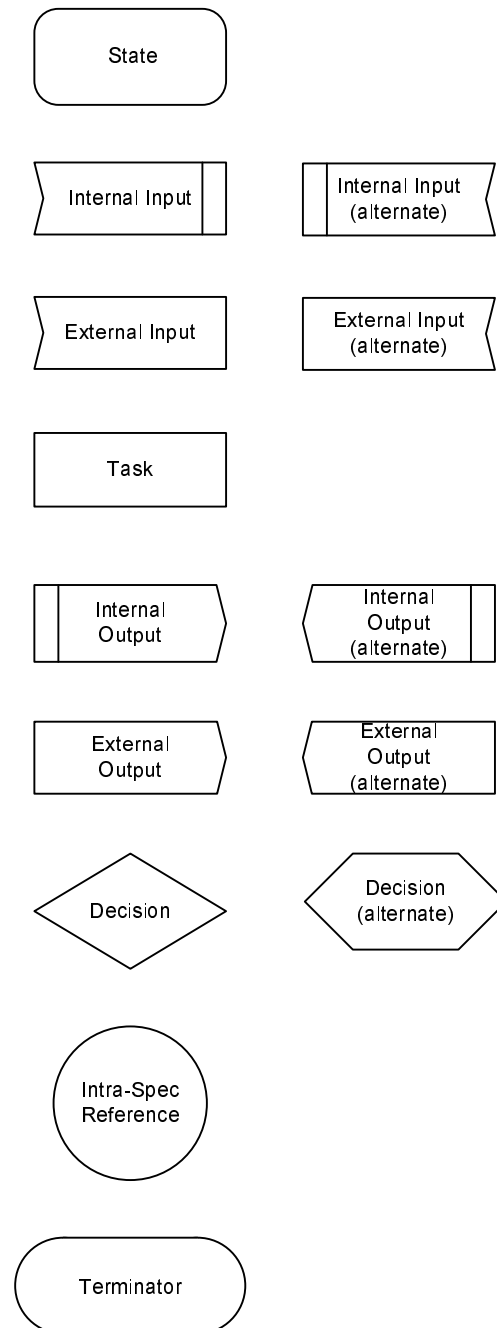 State
Internal Input
Internal Input
(alternate)
External Input
External Input
(alternate)
Task
Internal
Output
Internal
Output
(alternate)
External
Output
External
Output
(alternate)
Decision
Decision
(alternate)
Intra-Spec
Reference
Terminator